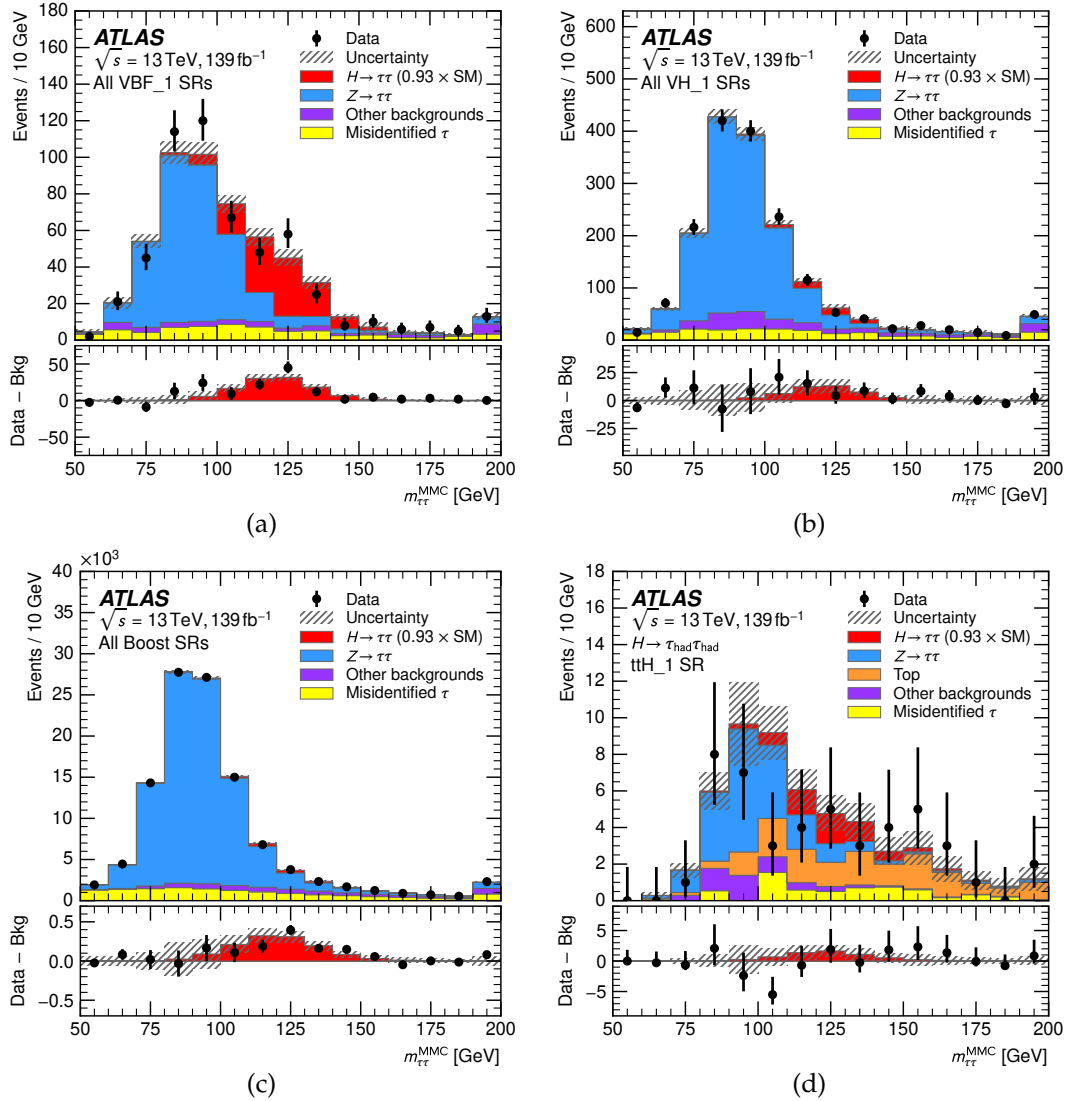 ATLAS
√s = 13 TeV, 139 fb⁻¹
All VBF_1 SRs
Data
Uncertainty
H → ττ (0.93 × SM)
Z → ττ
Other backgrounds
Misidentified τ
Events / 10 GeV
180
160
140
120
100
80
60
40
20
0
Data − Bkg
50
0
−50
50 75 100 125 150 175 200
m_ττ^MMC [GeV]
(a)
ATLAS
√s = 13 TeV, 139 fb⁻¹
All VH_1 SRs
Data
Uncertainty
H → ττ (0.93 × SM)
Z → ττ
Other backgrounds
Misidentified τ
Events / 10 GeV
600
500
400
300
200
100
0
Data − Bkg
25
0
−25
50 75 100 125 150 175 200
m_ττ^MMC [GeV]
(b)
×10³
ATLAS
√s = 13 TeV, 139 fb⁻¹
All Boost SRs
Data
Uncertainty
H → ττ (0.93 × SM)
Z → ττ
Other backgrounds
Misidentified τ
Events / 10 GeV
40
35
30
25
20
15
10
5
0
Data − Bkg
0.5
0.0
−0.5
50 75 100 125 150 175 200
m_ττ^MMC [GeV]
(c)
ATLAS
√s = 13 TeV, 139 fb⁻¹
H → τ_had τ_had
ttH_1 SR
Data
Uncertainty
H → ττ (0.93 × SM)
Z → ττ
Top
Other backgrounds
Misidentified τ
Events / 10 GeV
18
16
14
12
10
8
6
4
2
0
Data − Bkg
5
0
−5
50 75 100 125 150 175 200
m_ττ^MMC [GeV]
(d)